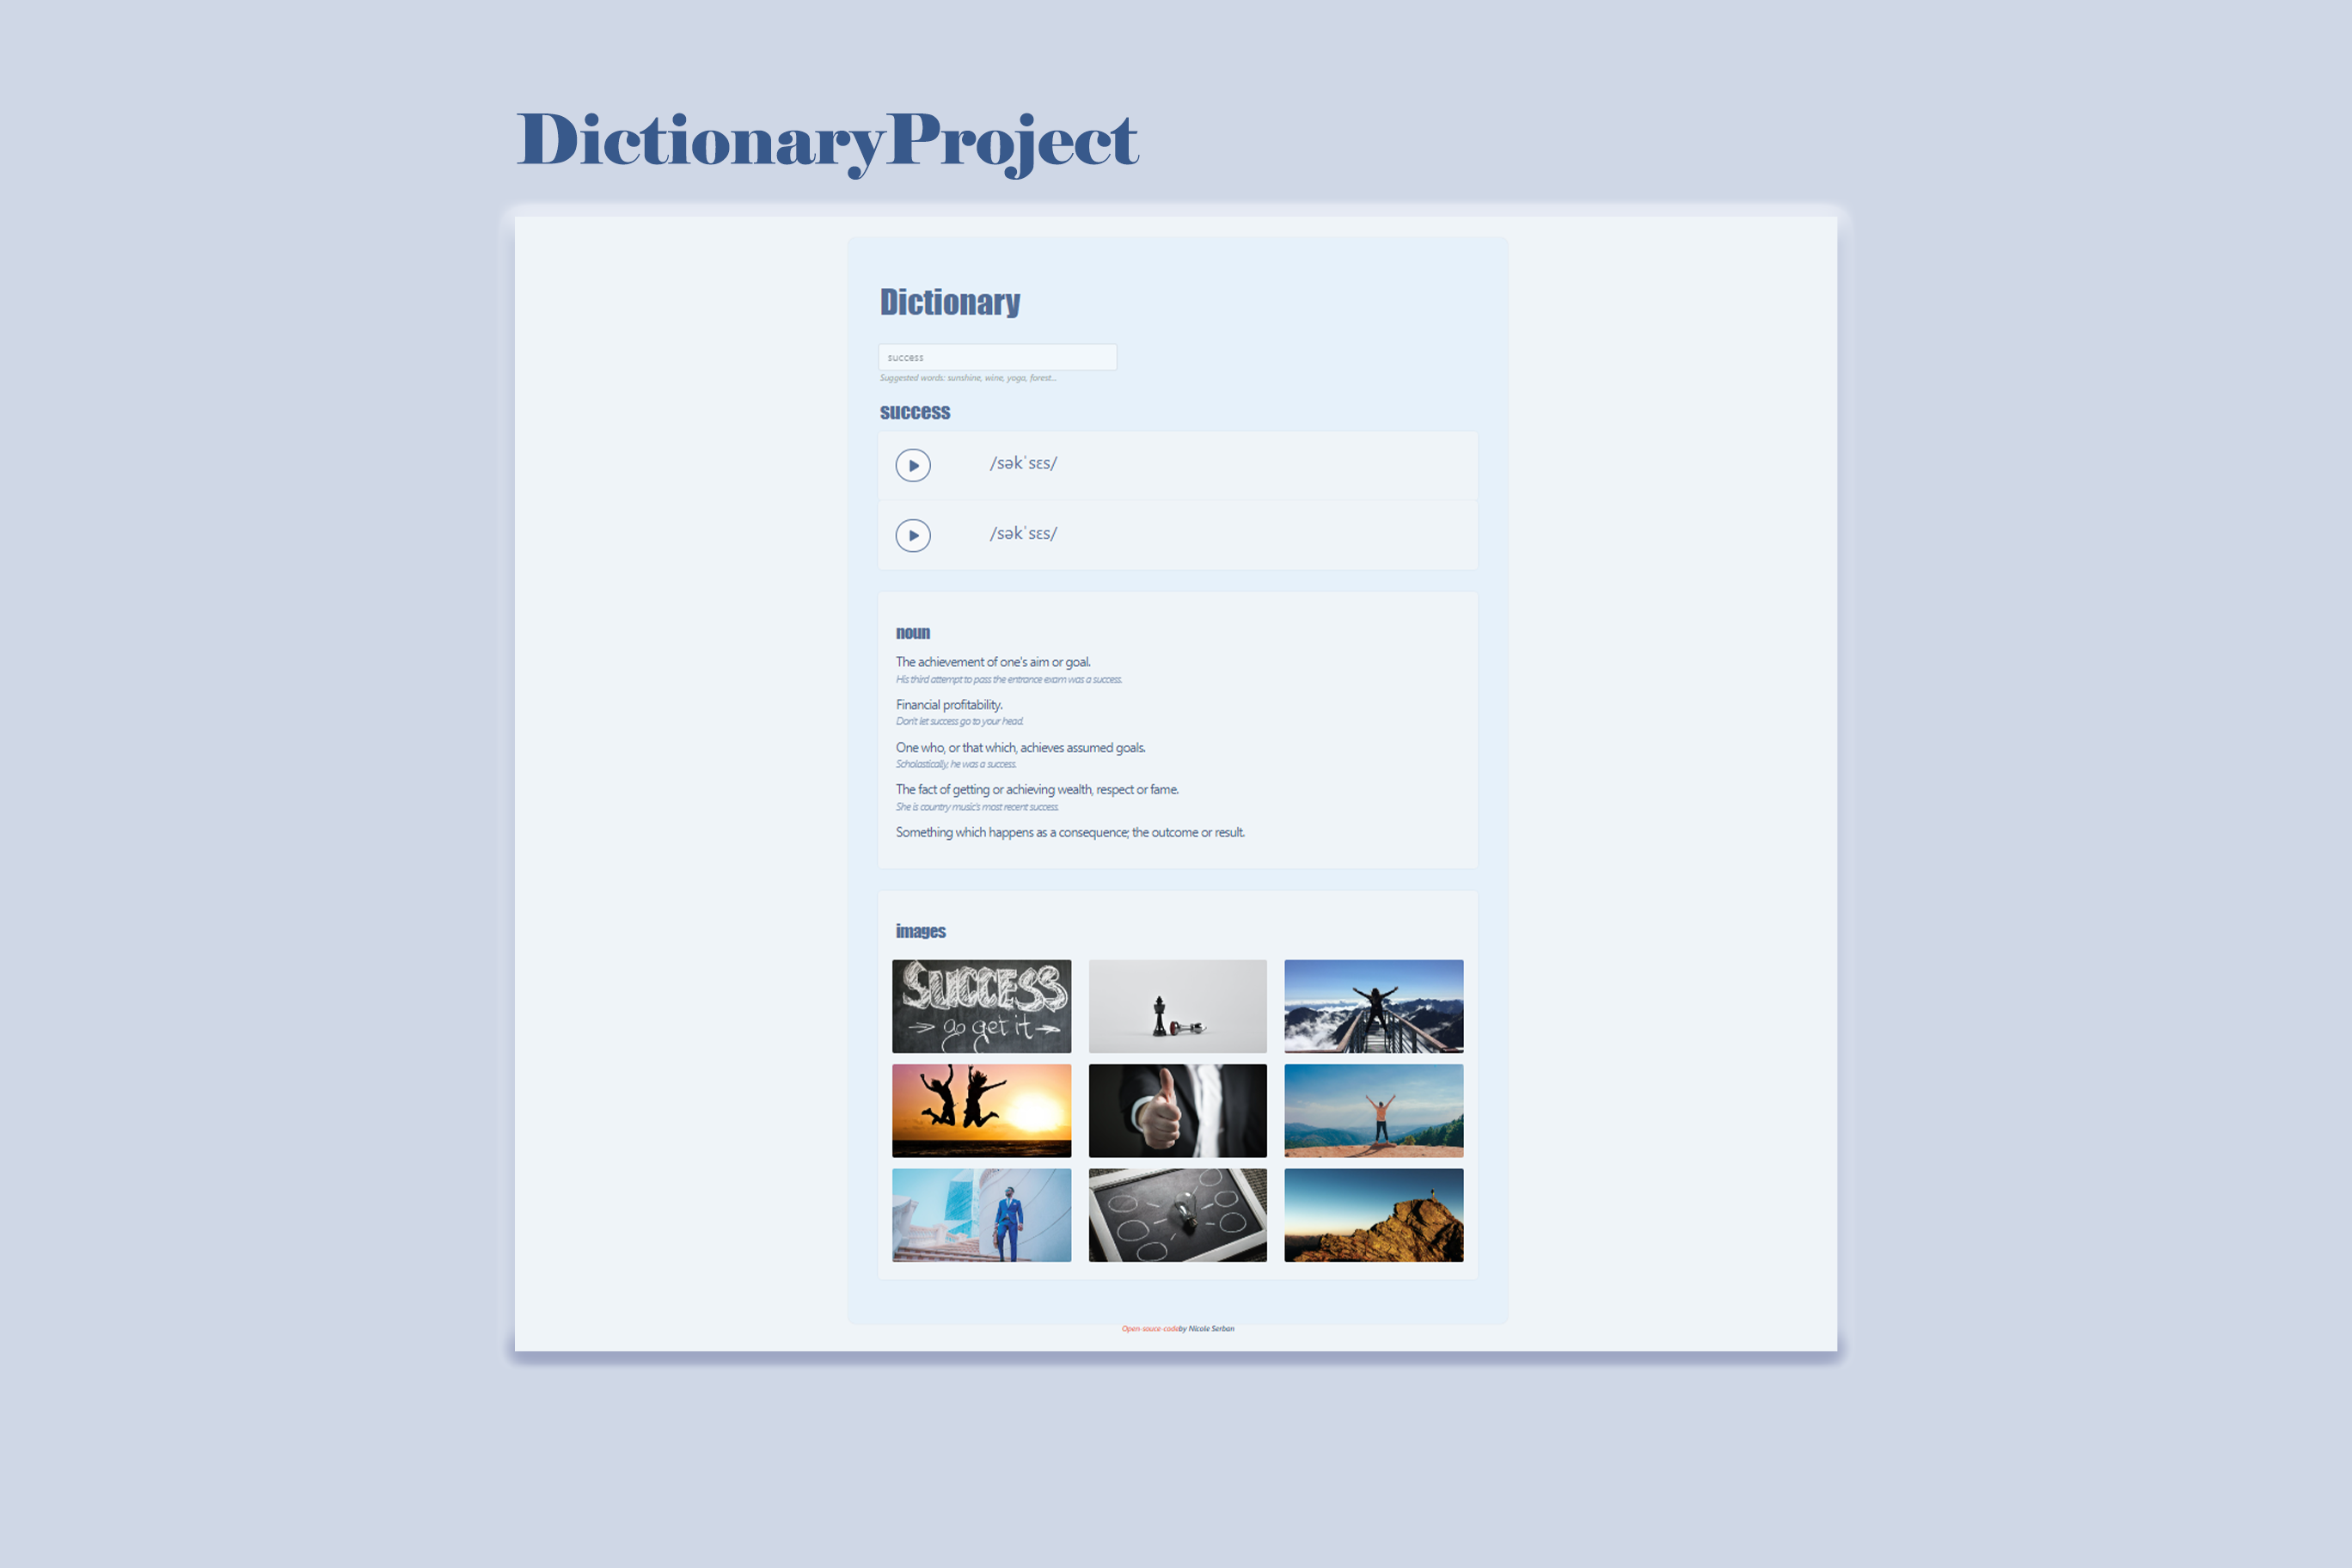 DictionaryProject
Dictionary
success
Suggested words: sunshine, wine, yoga, forest...
success
/səkˈsɛs/
/səkˈsɛs/
noun
The achievement of one's aim or goal.
His third attempt to pass the entrance exam was a success.
Financial profitability.
Don't let success go to your head.
One who, or that which, achieves assumed goals.
Scholastically, he was a success.
The fact of getting or achieving wealth, respect or fame.
She is country music's most recent success.
Something which happens as a consequence; the outcome or result.
images
SUCCESS
go get it
Open-souce-codeby Nicole Serban